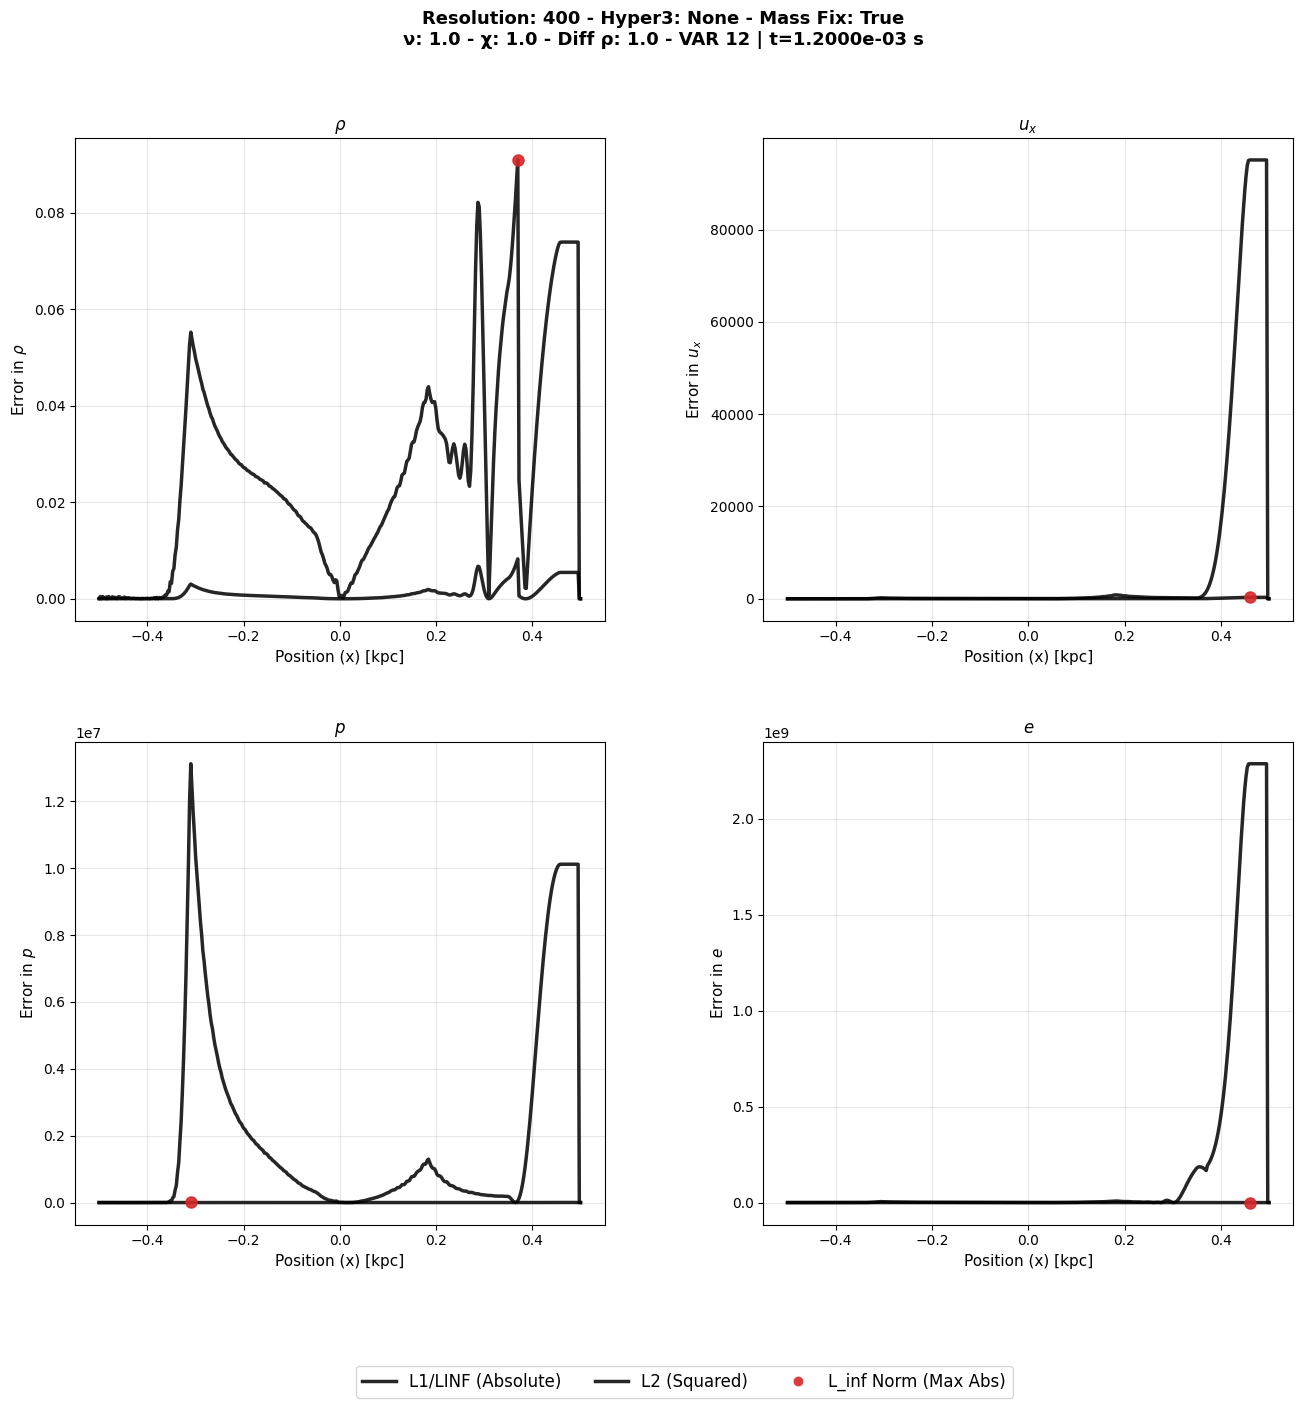 Resolution: 400 - Hyper3: None - Mass Fix: True
ν: 1.0 - χ: 1.0 - Diff ρ: 1.0 - VAR 12 | t=1.2000e-03 s
ρ
Error in ρ
0.08
0.06
0.04
0.02
0.00
−0.4 −0.2 0.0 0.2 0.4
Position (x) [kpc]
u_x
Error in u_x
80000
60000
40000
20000
0
−0.4 −0.2 0.0 0.2 0.4
Position (x) [kpc]
1e7
p
Error in p
1.2
1.0
0.8
0.6
0.4
0.2
0.0
−0.4 −0.2 0.0 0.2 0.4
Position (x) [kpc]
1e9
e
Error in e
2.0
1.5
1.0
0.5
0.0
−0.4 −0.2 0.0 0.2 0.4
Position (x) [kpc]
L1/LINF (Absolute) L2 (Squared) L_inf Norm (Max Abs)